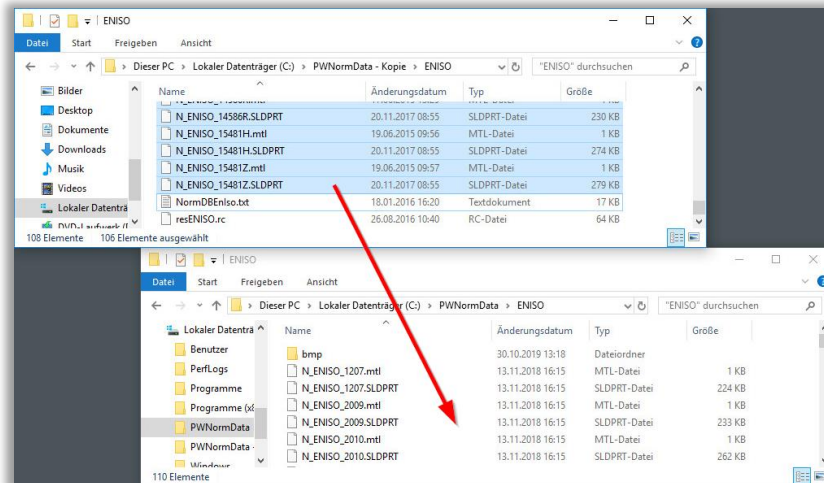 ENISO
Datei Start Freigeben Ansicht
Dieser PC > Lokaler Datenträger (C:) > PWNormData - Kopie > ENISO "ENISO" durchsuchen
Bilder Name Änderungsdatum Typ Größe
Desktop N_ENISO_14586R.SLDPRT 20.11.2017 08:55 SLDPRT-Datei 230 KB
Dokumente N_ENISO_15481H.mtl 19.06.2015 09:56 MTL-Datei 1 KB
Downloads N_ENISO_15481H.SLDPRT 20.11.2017 08:55 SLDPRT-Datei 274 KB
Musik N_ENISO_15481Z.mtl 19.06.2015 09:57 MTL-Datei 1 KB
Videos N_ENISO_15481Z.SLDPRT 20.11.2017 08:55 SLDPRT-Datei 279 KB
Lokaler Datenträ NormDBEnIso.txt 18.01.2016 16:20 Textdokument 17 KB
DVD-Laufwerk (I resENISO.rc 26.08.2016 10:40 RC-Datei 64 KB
108 Elemente 106 Elemente ausgewählt
ENISO
Datei Start Freigeben Ansicht
Dieser PC > Lokaler Datenträger (C:) > PWNormData > ENISO "ENISO" durchsuchen
Lokaler Datenträ Name Änderungsdatum Typ Größe
Benutzer bmp 30.10.2019 13:18 Dateiordner
PerfLogs N_ENISO_1207.mtl 13.11.2018 16:15 MTL-Datei 1 KB
Programme N_ENISO_1207.SLDPRT 13.11.2018 16:15 SLDPRT-Datei 224 KB
Programme (x8 N_ENISO_2009.mtl 13.11.2018 16:15 MTL-Datei 1 KB
PWNormData N_ENISO_2009.SLDPRT 13.11.2018 16:15 SLDPRT-Datei 233 KB
PWNormData - N_ENISO_2010.mtl 13.11.2018 16:15 MTL-Datei 1 KB
Windows N_ENISO_2010.SLDPRT 13.11.2018 16:15 SLDPRT-Datei 262 KB
110 Elemente